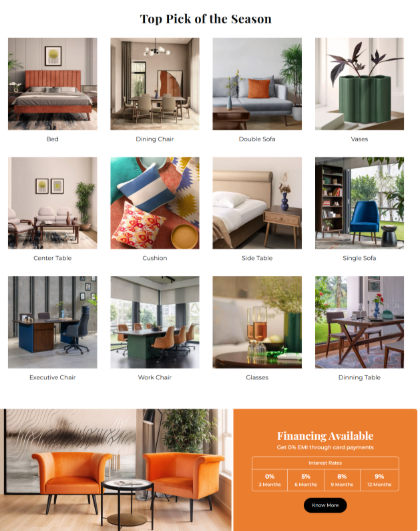 Top Pick of the Season
Bed
Dining Chair
Double Sofa
Vases
Center Table
Cushion
Side Table
Single Sofa
Executive Chair
Work Chair
Glasses
Dinning Table
Financing Available
Get 0% EMI through card payments
Interest Rates
0% 5% 8% 9%
3 Months 6 Months 9 Months 12 Months
Know More